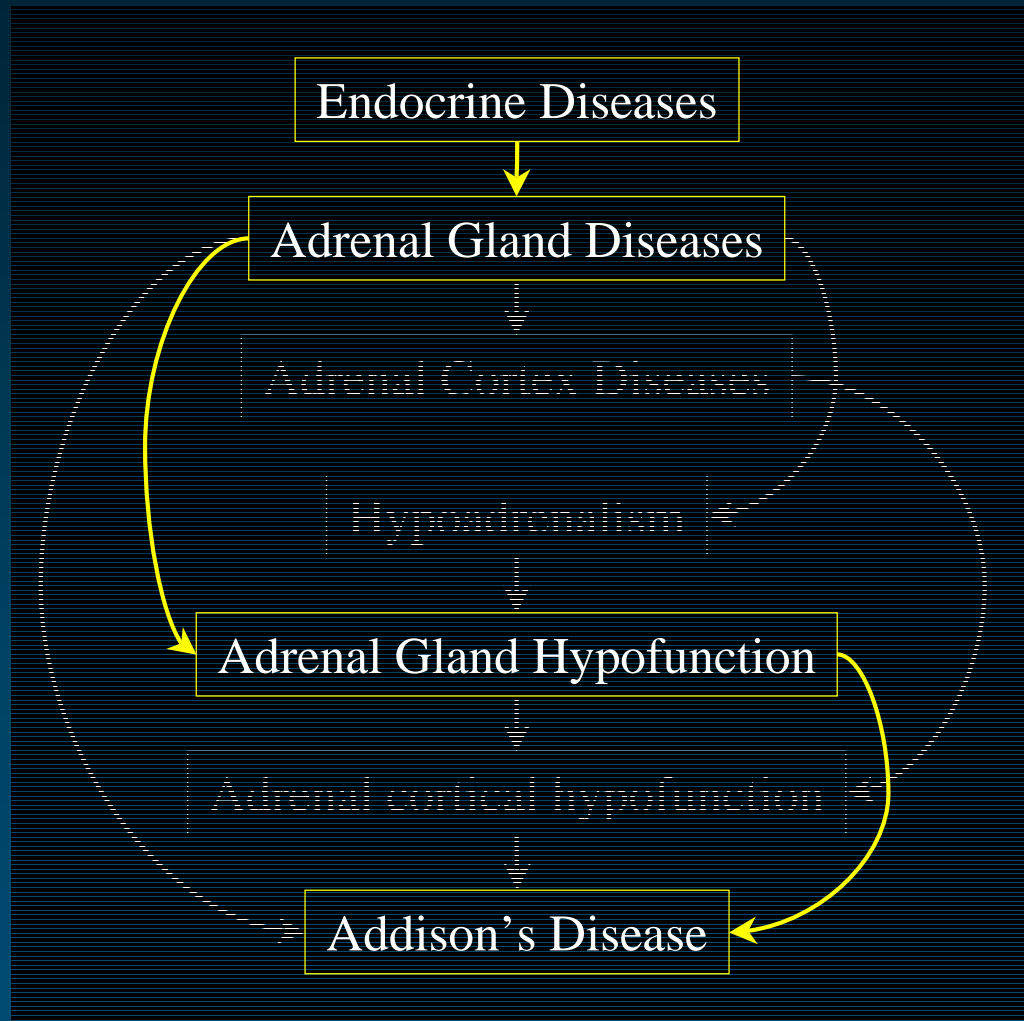 Endocrine Diseases
Adrenal Gland Diseases
Adrenal Cortex Diseases
Hypoadrenalism
Adrenal Gland Hypofunction
Adrenal cortical hypofunction
Addison’s Disease